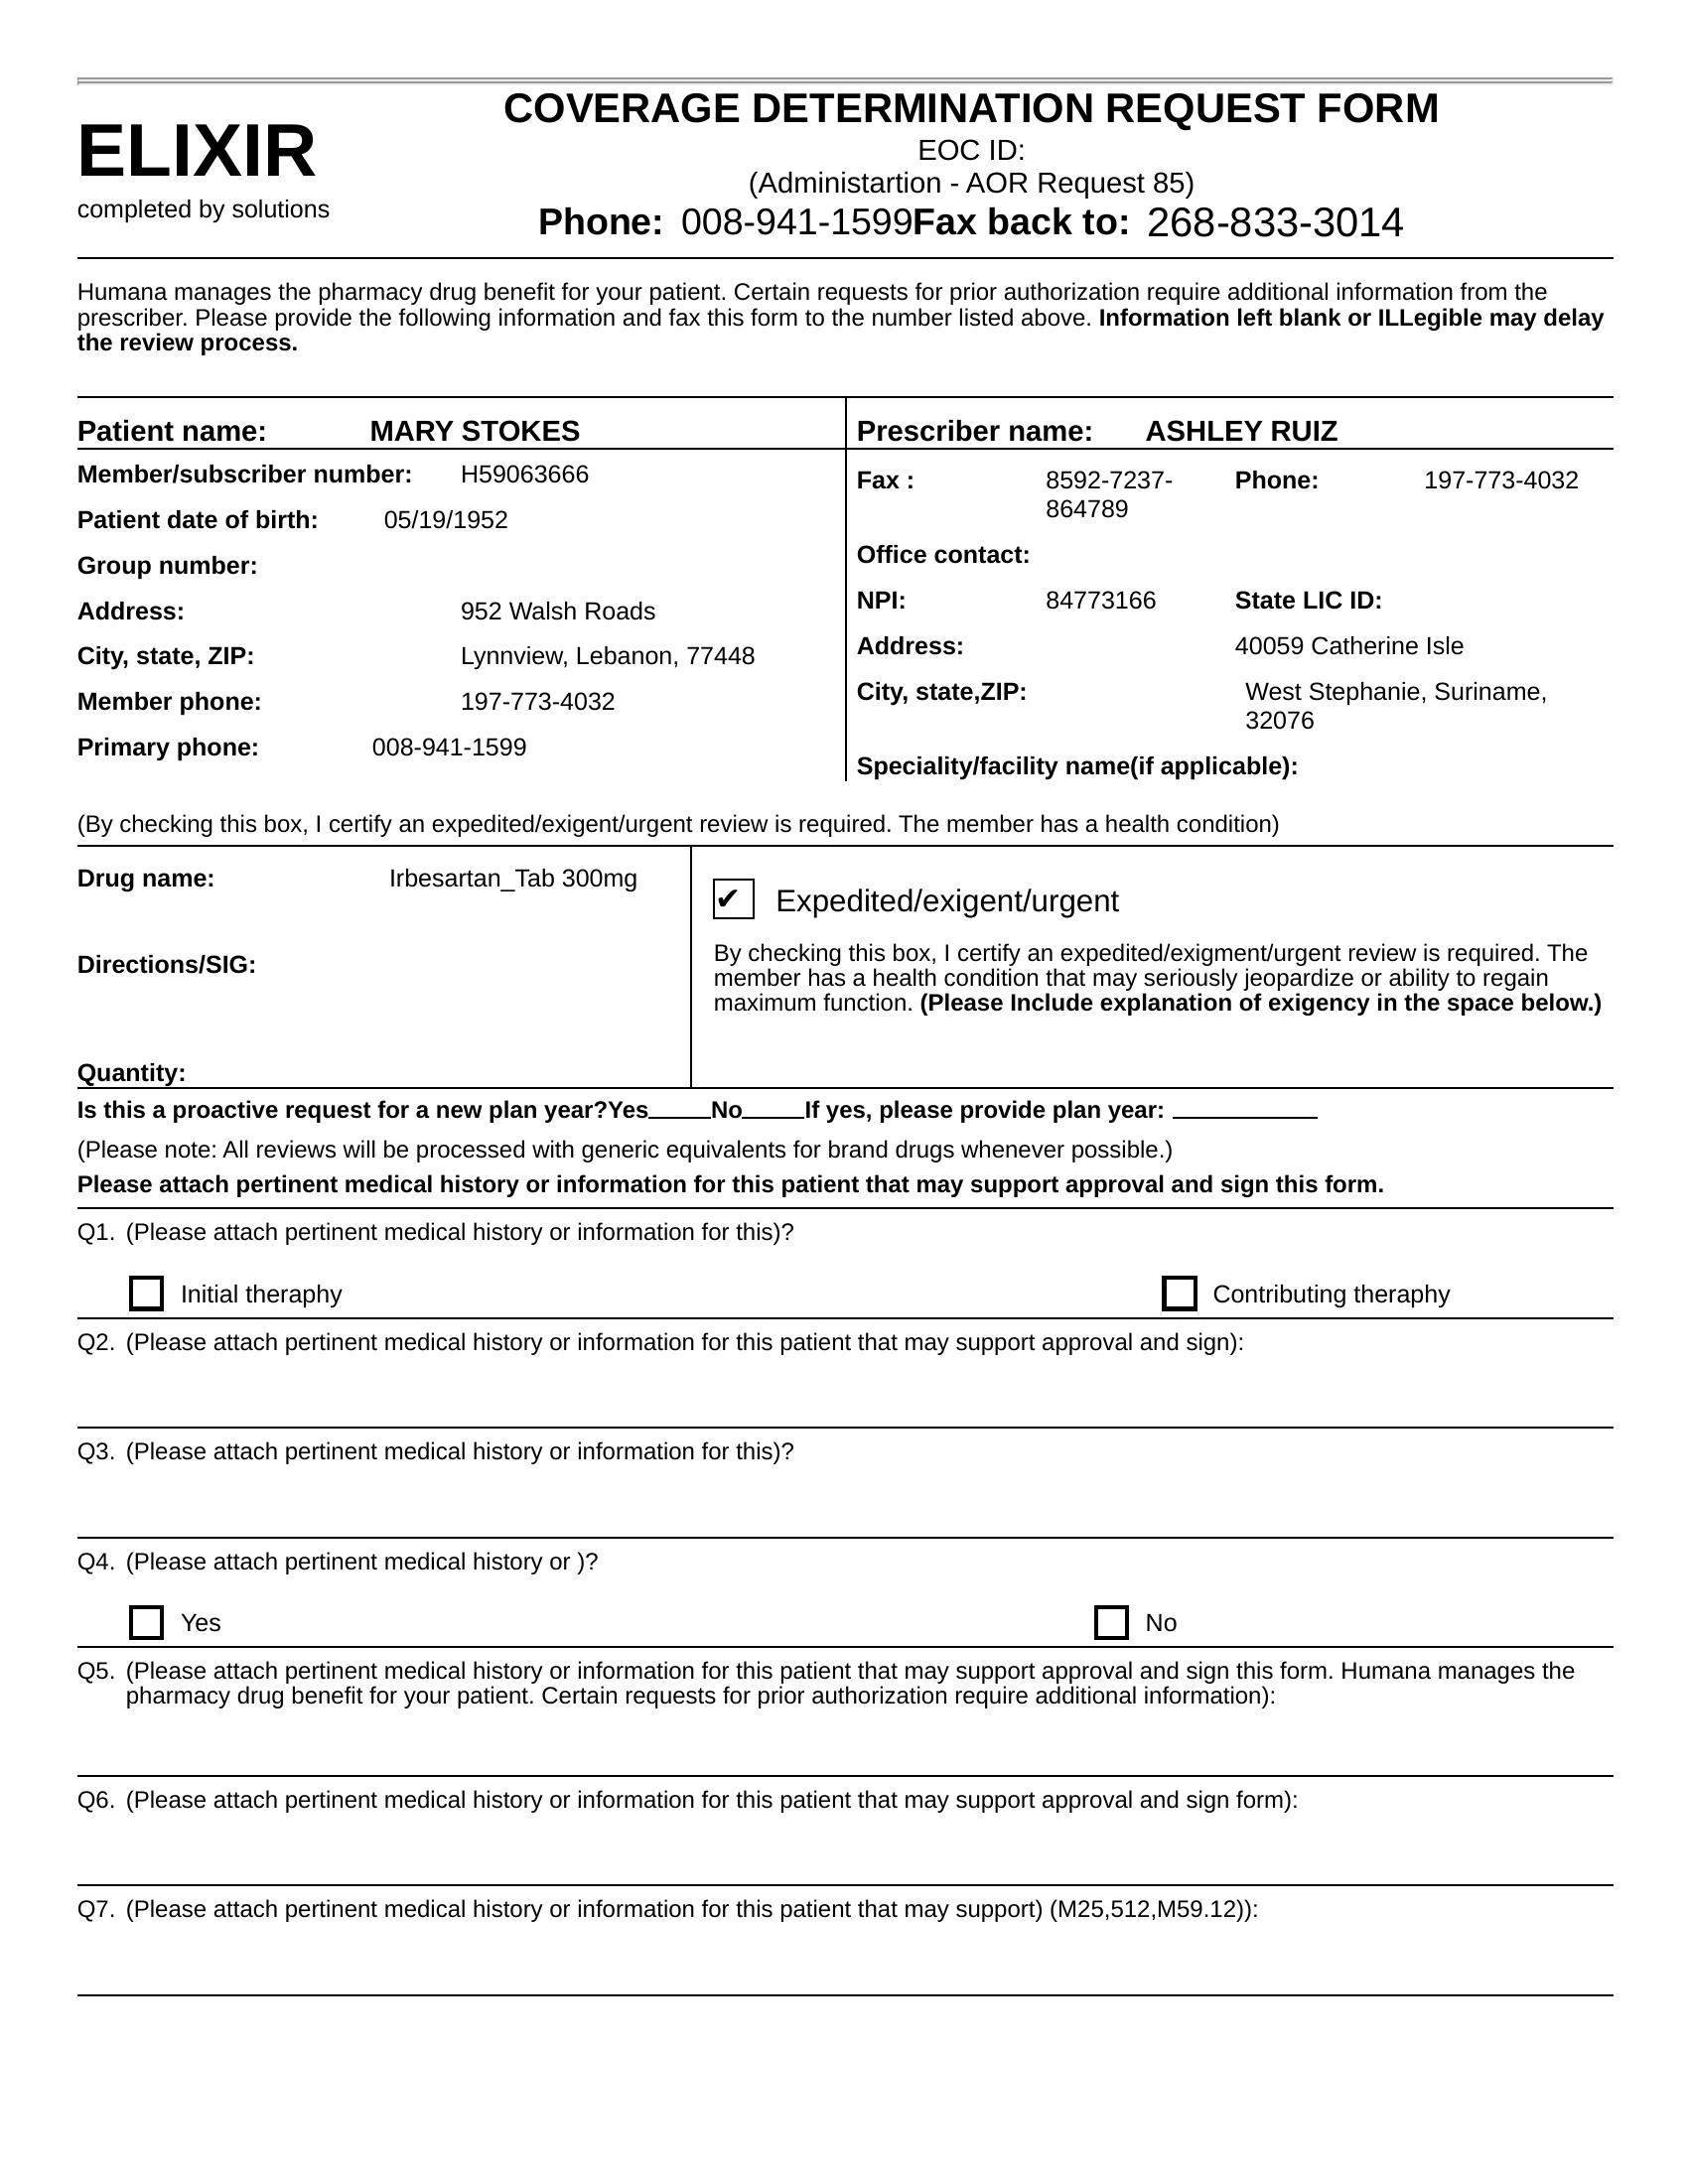 COVERAGE DETERMINATION REQUEST FORM
ELIXIR
completed by solutions
EOC ID:
(Administartion - AOR Request 85)
Phone: 008-941-1599Fax back to: 268-833-3014
Humana manages the pharmacy drug benefit for your patient. Certain requests for prior authorization require additional information from the
prescriber. Please provide the following information and fax this form to the number listed above. Information left blank or ILLegible may delay
the review process.
Patient name: MARY STOKES
Member/subscriber number: H59063666
Patient date of birth: 05/19/1952
Group number:
Address: 952 Walsh Roads
City, state, ZIP: Lynnview, Lebanon, 77448
Member phone: 197-773-4032
Primary phone: 008-941-1599
Prescriber name: ASHLEY RUIZ
Fax : 8592-7237- Phone: 197-773-4032
864789
Office contact:
NPI: 84773166 State LIC ID:
Address: 40059 Catherine Isle
City, state,ZIP: West Stephanie, Suriname,
32076
Speciality/facility name(if applicable):
(By checking this box, I certify an expedited/exigent/urgent review is required. The member has a health condition)
Drug name: Irbesartan_Tab 300mg
Directions/SIG:
Quantity:
✔ Expedited/exigent/urgent
By checking this box, I certify an expedited/exigment/urgent review is required. The
member has a health condition that may seriously jeopardize or ability to regain
maximum function. (Please Include explanation of exigency in the space below.)
Is this a proactive request for a new plan year?Yes_____No_____If yes, please provide plan year: ___________
(Please note: All reviews will be processed with generic equivalents for brand drugs whenever possible.)
Please attach pertinent medical history or information for this patient that may support approval and sign this form.
Q1. (Please attach pertinent medical history or information for this)?
Initial theraphy Contributing theraphy
Q2. (Please attach pertinent medical history or information for this patient that may support approval and sign):
Q3. (Please attach pertinent medical history or information for this)?
Q4. (Please attach pertinent medical history or )?
Yes No
Q5. (Please attach pertinent medical history or information for this patient that may support approval and sign this form. Humana manages the
pharmacy drug benefit for your patient. Certain requests for prior authorization require additional information):
Q6. (Please attach pertinent medical history or information for this patient that may support approval and sign form):
Q7. (Please attach pertinent medical history or information for this patient that may support) (M25,512,M59.12)):